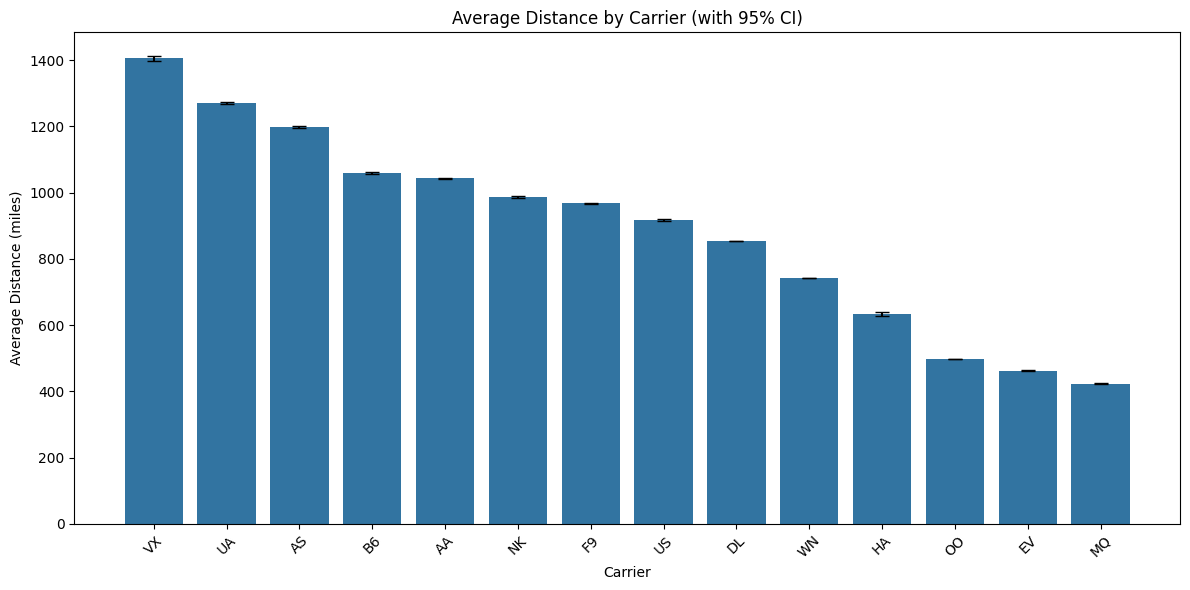 Average Distance by Carrier (with 95% CI)
Average Distance (miles)
1400
1200
1000
800
600
400
200
0
VX UA AS B6 AA NK F9 US DL WN HA OO EV MQ
Carrier